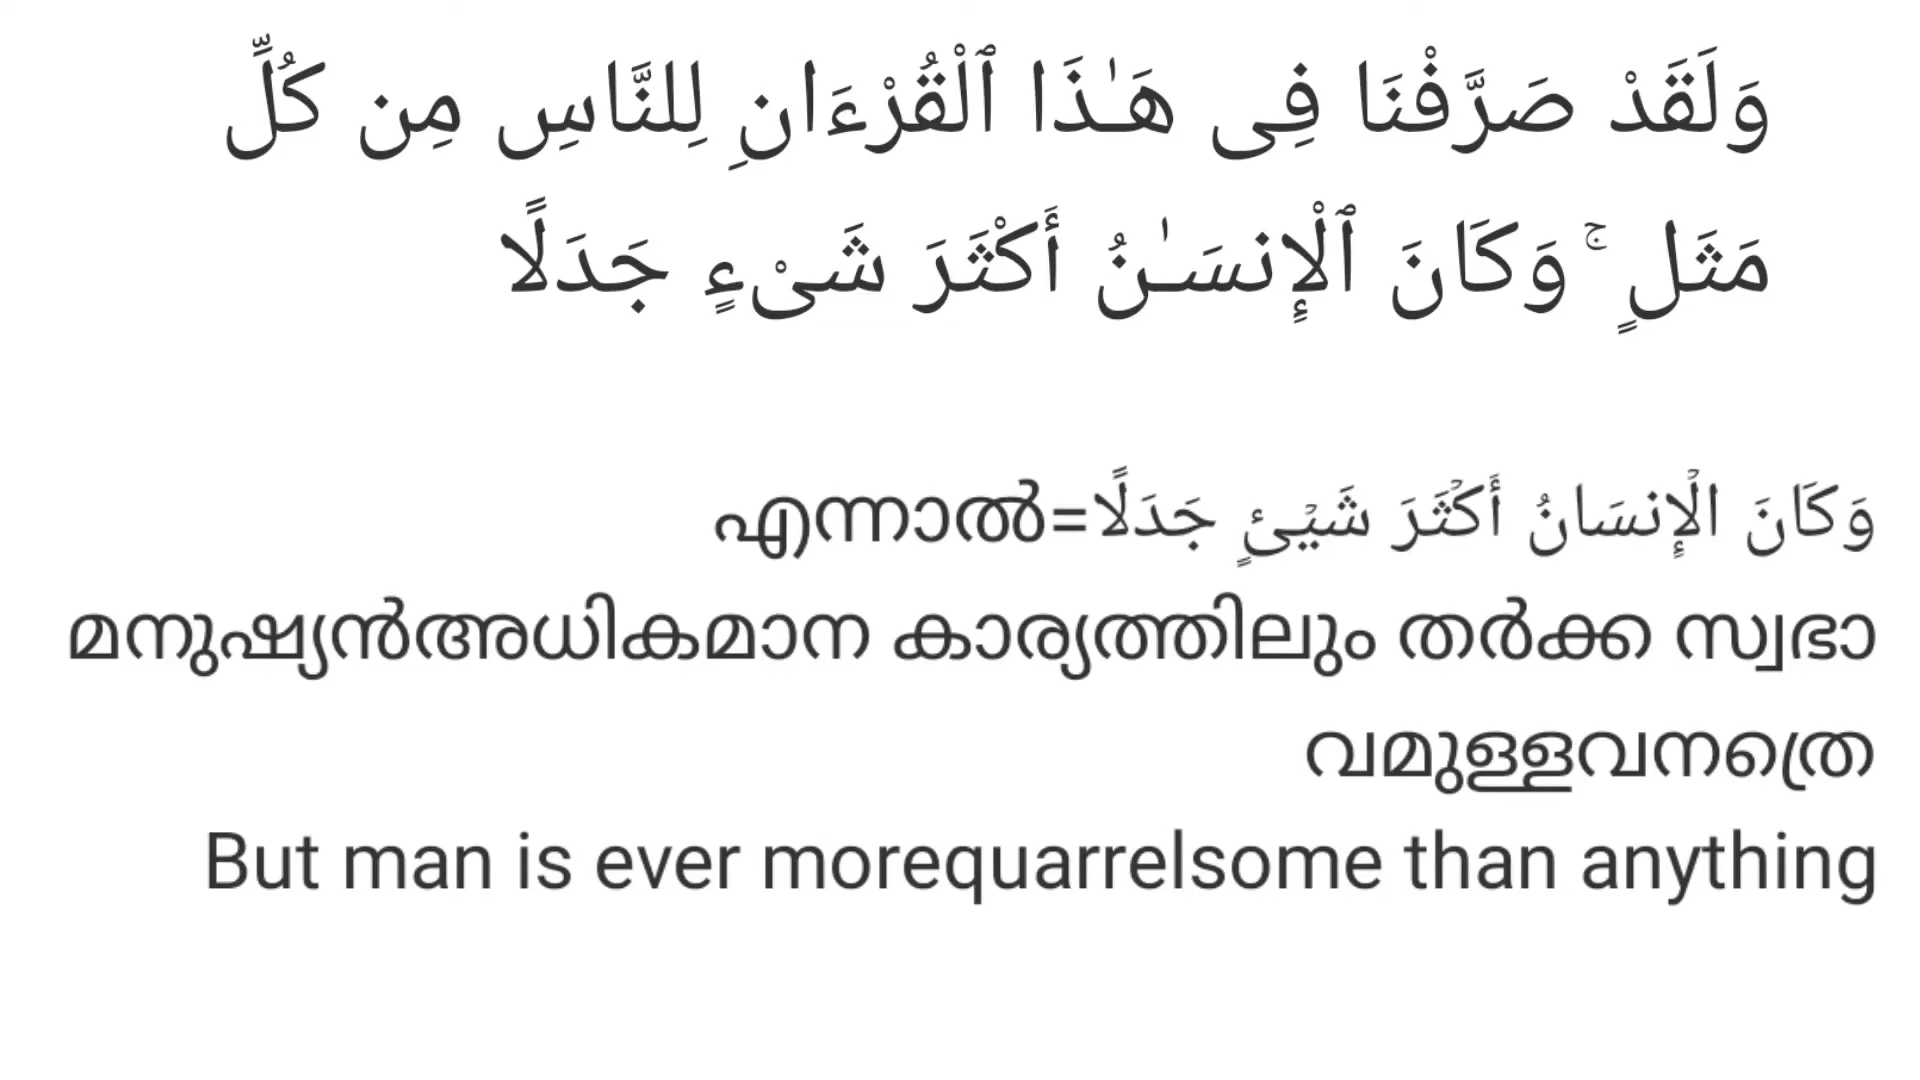 وَلَقَدْ صَرَّفْنَا فِى هَـٰذَا ٱلْقُرْءَانِ لِلنَّاسِ مِن كُلِّ
مَثَلٍ ۚ وَكَانَ ٱلْإِنسَـٰنُ أَكْثَرَ شَىْءٍ جَدَلًا
وَكَانَ الْإِنسَانُ أَكْثَرَ شَيْئٍ جَدَلًا=എന്നാൽ
മനുഷ്യൻഅധികമാന കാര്യത്തിലും തർക്ക സ്വഭാ
വമുള്ളവനത്രെ
But man is ever morequarrelsome than anything